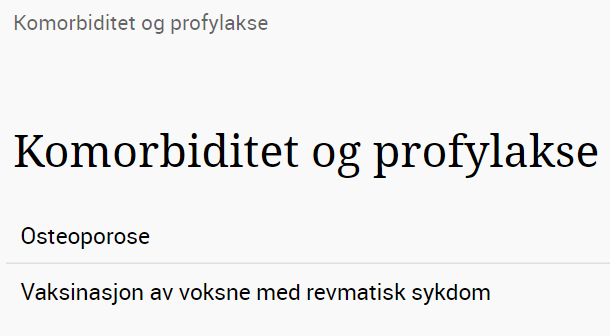 Komorbiditet og profylakse
Komorbiditet og profylakse
Osteoporose
Vaksinasjon av voksne med revmatisk sykdom